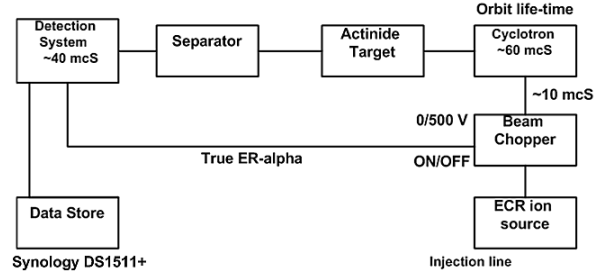 Orbit life-time
Detection
System
~40 mcS
Separator
Actinide
Target
Cyclotron
~60 mcS
~10 mcS
0/500 V
Beam
Chopper
True ER-alpha
ON/OFF
Data Store
ECR ion
source
Synology DS1511+
Injection line